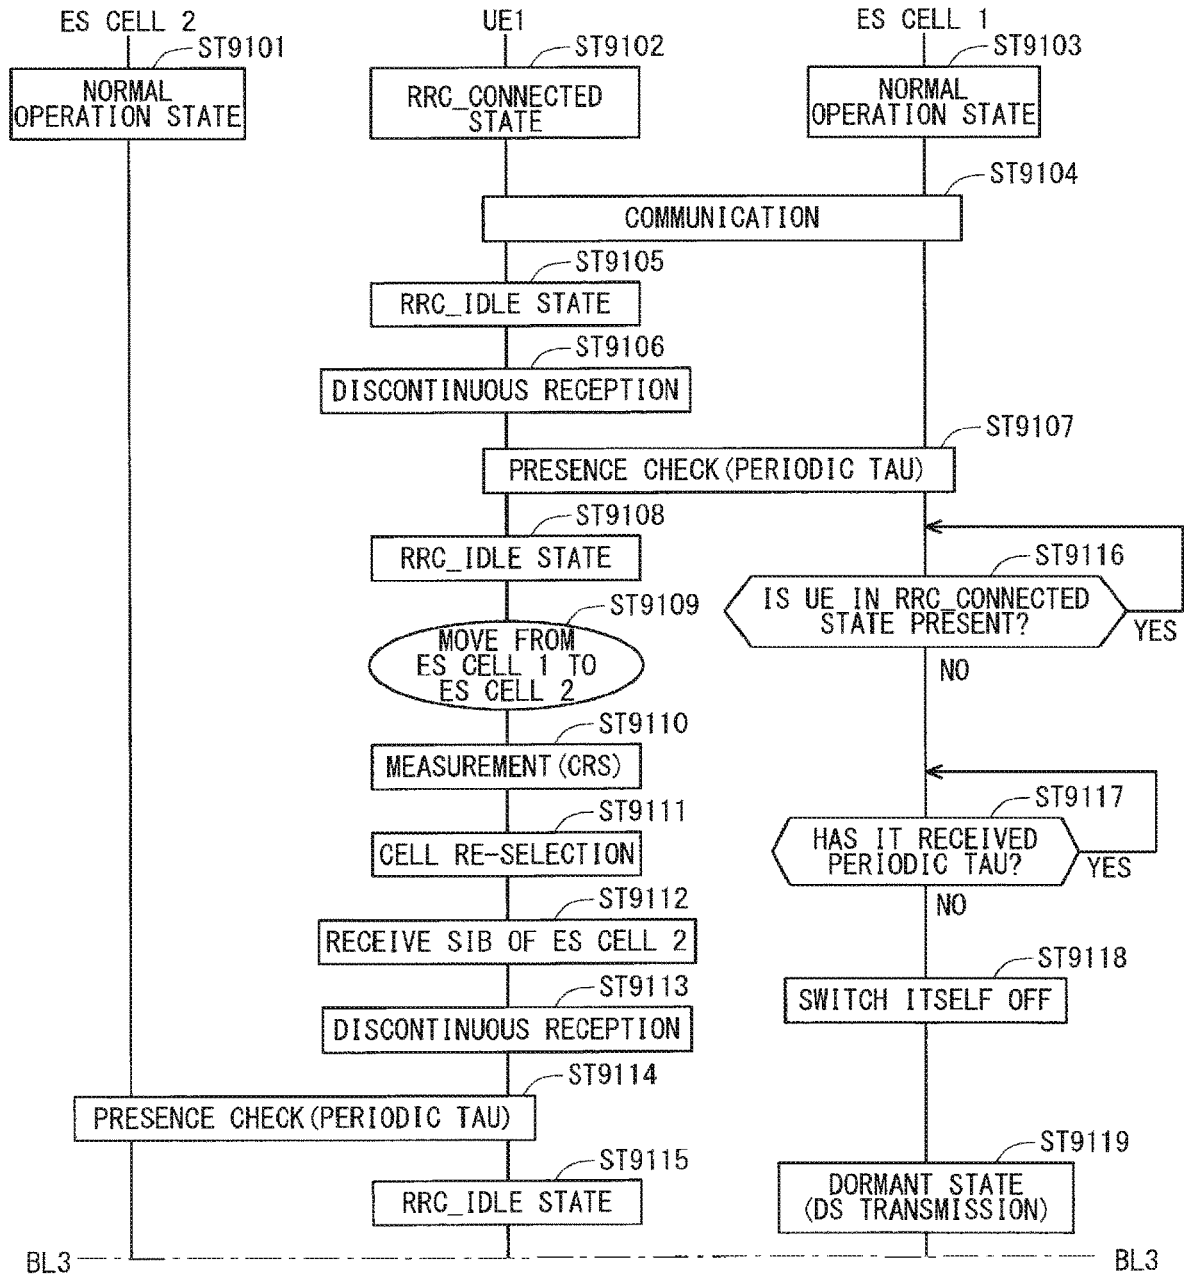 ES CELL 2
UE1
ES CELL 1
ST9101
ST9102
ST9103
NORMAL
OPERATION STATE
RRC_CONNECTED
STATE
NORMAL
OPERATION STATE
ST9104
COMMUNICATION
ST9105
RRC_IDLE STATE
ST9106
DISCONTINUOUS RECEPTION
ST9107
PRESENCE CHECK(PERIODIC TAU)
ST9108
RRC_IDLE STATE
ST9116
IS UE IN RRC_CONNECTED
STATE PRESENT?
YES
NO
ST9109
MOVE FROM
ES CELL 1 TO
ES CELL 2
ST9110
MEASUREMENT(CRS)
ST9117
HAS IT RECEIVED
PERIODIC TAU?
YES
NO
ST9111
CELL RE-SELECTION
ST9112
RECEIVE SIB OF ES CELL 2
ST9118
SWITCH ITSELF OFF
ST9113
DISCONTINUOUS RECEPTION
ST9114
PRESENCE CHECK(PERIODIC TAU)
ST9119
DORMANT STATE
(DS TRANSMISSION)
ST9115
RRC_IDLE STATE
BL3
BL3